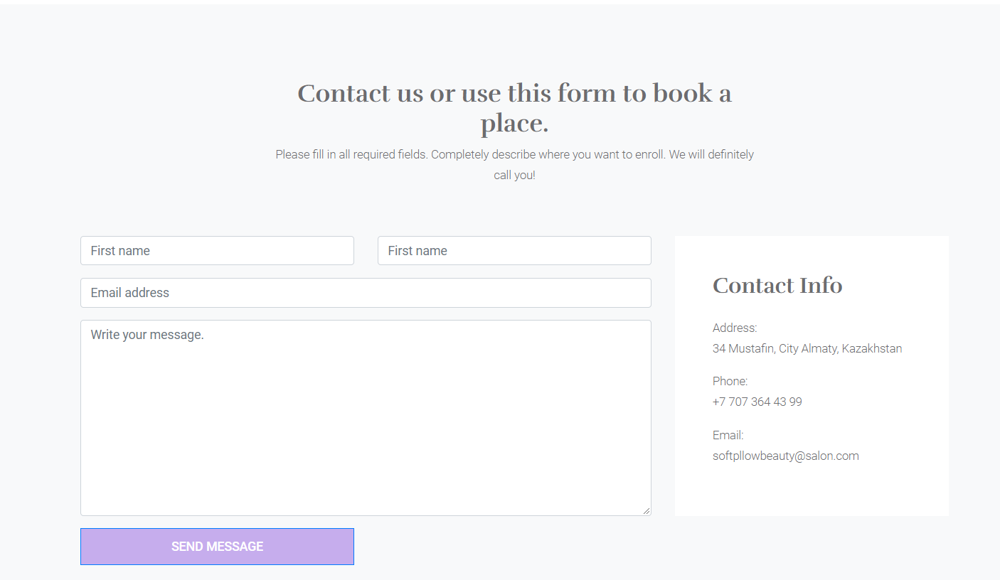 Contact us or use this form to book a
place.
Please fill in all required fields. Completely describe where you want to enroll. We will definitely
call you!
First name
First name
Email address
Write your message.
SEND MESSAGE
Contact Info
Address:
34 Mustafin, City Almaty, Kazakhstan
Phone:
+7 707 364 43 99
Email:
softpllowbeauty@salon.com